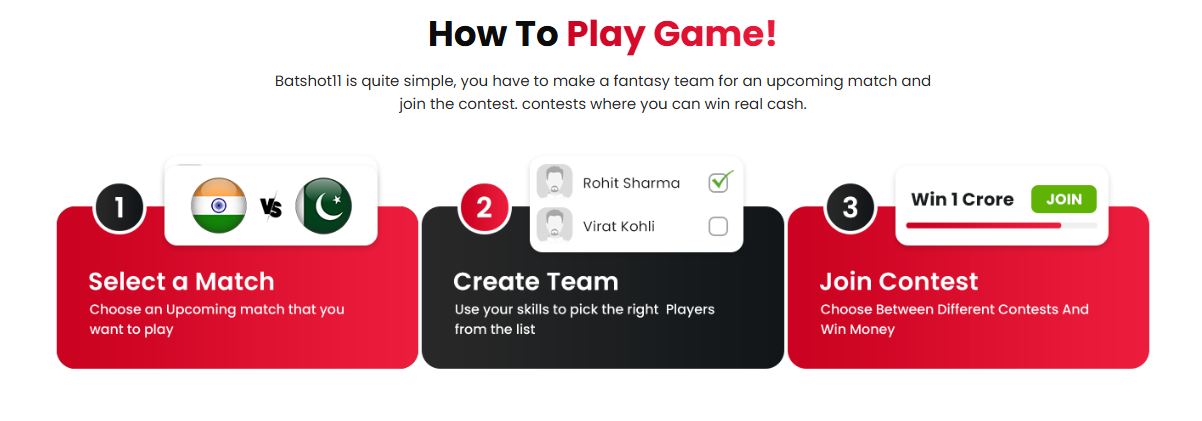 How To Play Game!
Batshot11 is quite simple, you have to make a fantasy team for an upcoming match and
join the contest. contests where you can win real cash.
1
VS
Select a Match
Choose an Upcoming match that you
want to play
2
Rohit Sharma
Virat Kohli
Create Team
Use your skills to pick the right Players
from the list
3
Win 1 Crore JOIN
Join Contest
Choose Between Different Contests And
Win Money